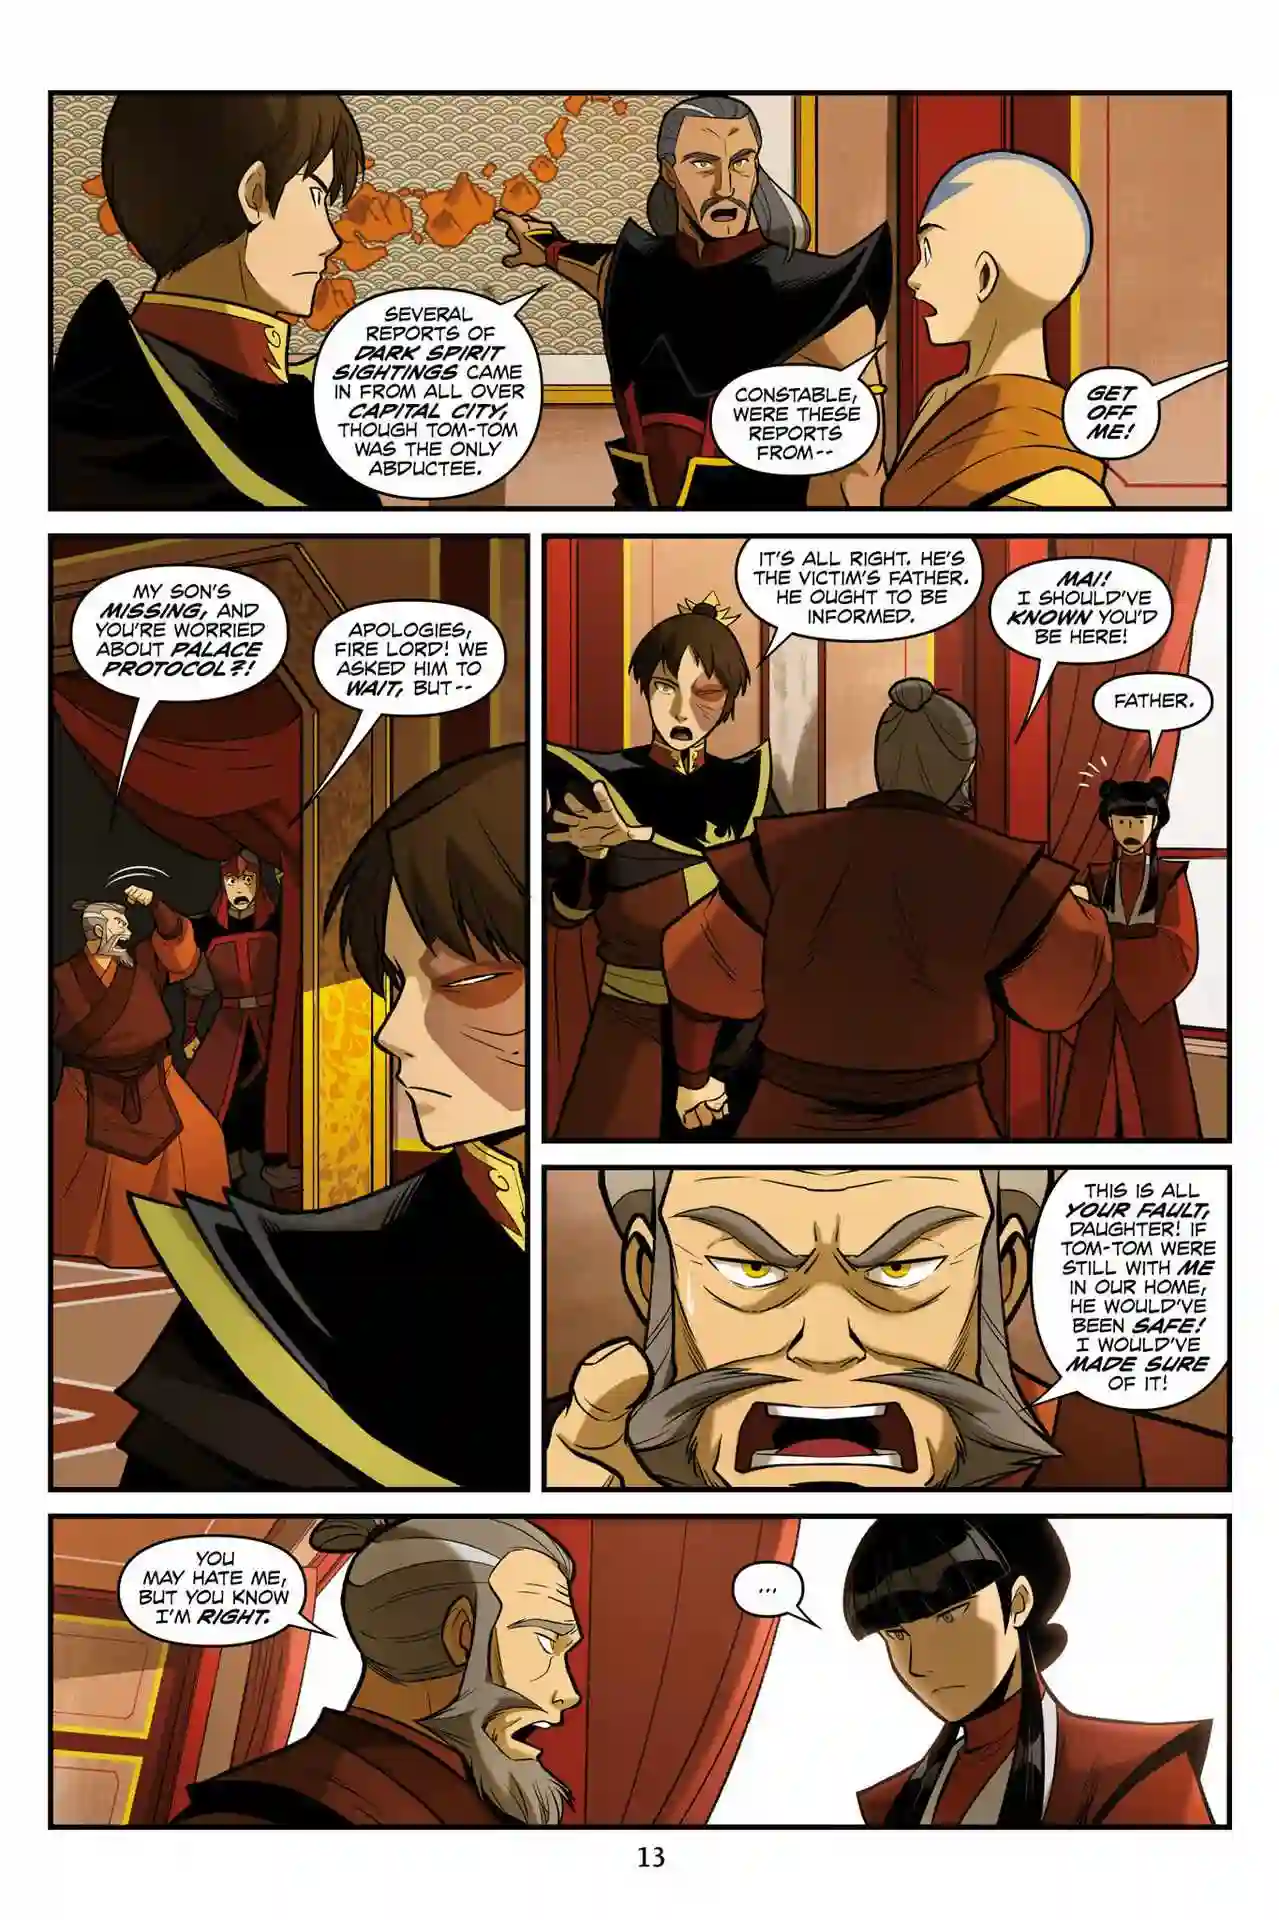 SEVERAL
REPORTS OF
DARK SPIRIT
SIGHTINGS CAME
IN FROM ALL OVER
CAPITAL CITY,
THOUGH TOM-TOM
WAS THE ONLY
ABDUCTEE.
CONSTABLE,
WERE THESE
REPORTS
FROM--
GET
OFF
ME!
MY SON'S
MISSING, AND
YOU'RE WORRIED
ABOUT PALACE
PROTOCOL?!
APOLOGIES,
FIRE LORD! WE
ASKED HIM TO
WAIT, BUT--
IT'S ALL RIGHT. HE'S
THE VICTIM'S FATHER.
HE OUGHT TO BE
INFORMED.
MAI!
I SHOULD'VE
KNOWN YOU'D
BE HERE!
FATHER.
THIS IS ALL
YOUR FAULT,
DAUGHTER! IF
TOM-TOM WERE
STILL WITH ME
IN OUR HOME,
HE WOULD'VE
BEEN SAFE!
I WOULD'VE
MADE SURE
OF IT!
YOU
MAY HATE ME,
BUT YOU KNOW
I'M RIGHT.
...
13